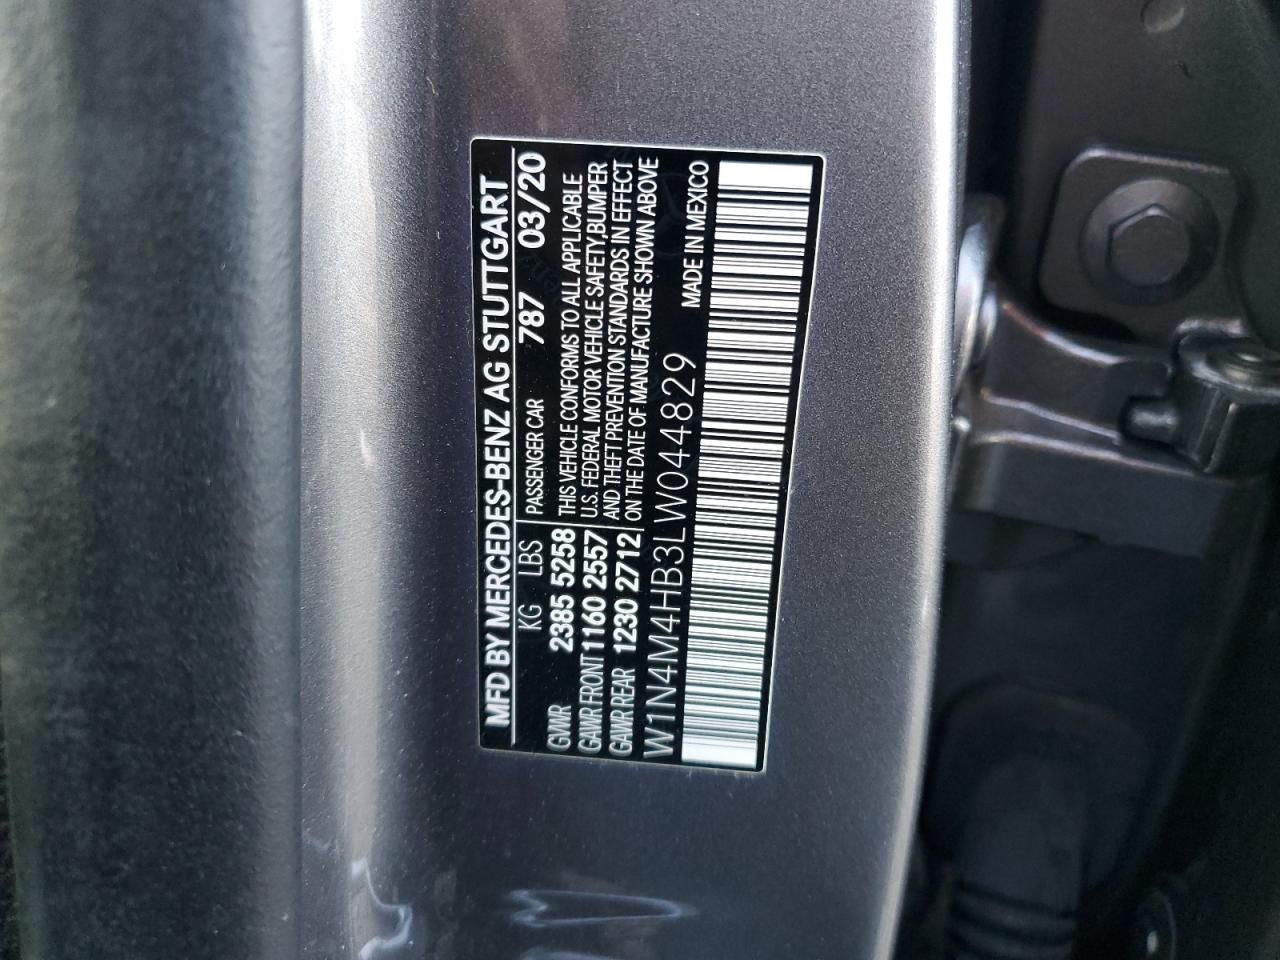 MFD BY MERCEDES-BENZ AG STUTTGART
KG LBS PASSENGER CAR 787 03/20
GVWR 2385 5258 THIS VEHICLE CONFORMS TO ALL APPLICABLE
GAWR FRONT 1160 2557 U.S. FEDERAL MOTOR VEHICLE SAFETY,BUMPER
GAWR REAR 1230 2712 AND THEFT PREVENTION STANDARDS IN EFFECT
ON THE DATE OF MANUFACTURE SHOWN ABOVE
W1N4M4HB3LW044829 MADE IN MEXICO